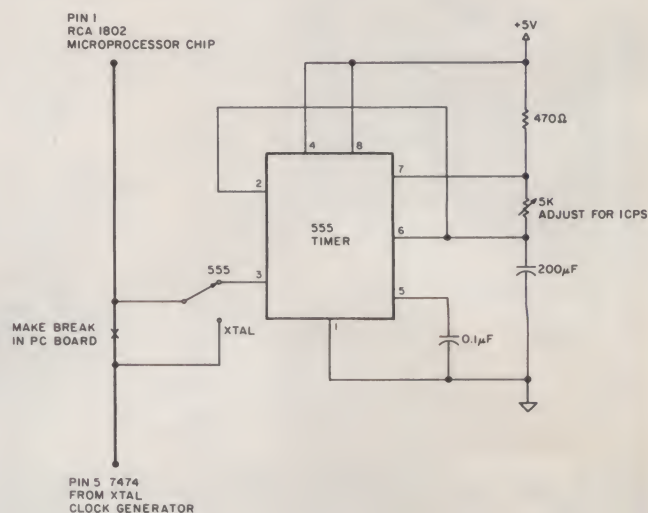 PIN 1
RCA 1802
MICROPROCESSOR CHIP
+5V
470Ω
4
8
2
7
5K
ADJUST FOR 1CPS
555
TIMER
6
555
3
200µF
5
MAKE BREAK
IN PC BOARD
XTAL
1
0.1µF
PIN 5 7474
FROM XTAL
CLOCK GENERATOR